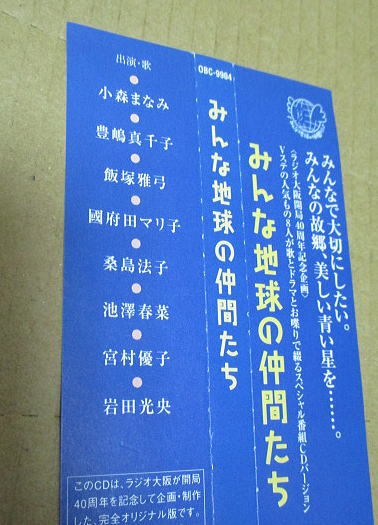 みんなで大切にしたい。
みんなの故郷、美しい青い星を……。
〈ラジオ大阪開局40周年記念企画〉
Vステの人気もの8人が歌とドラマとお喋りで綴るスペシャル番組CDバージョン
みんな地球の仲間たち
OBC-9904
みんな地球の仲間たち
出演・歌
小森まなみ
豊嶋真千子
飯塚雅弓
國府田マリ子
桑島法子
池澤春菜
宮村優子
岩田光央
このCDは、ラジオ大阪が開局
40周年を記念して企画・制作
した、完全オリジナル版です。